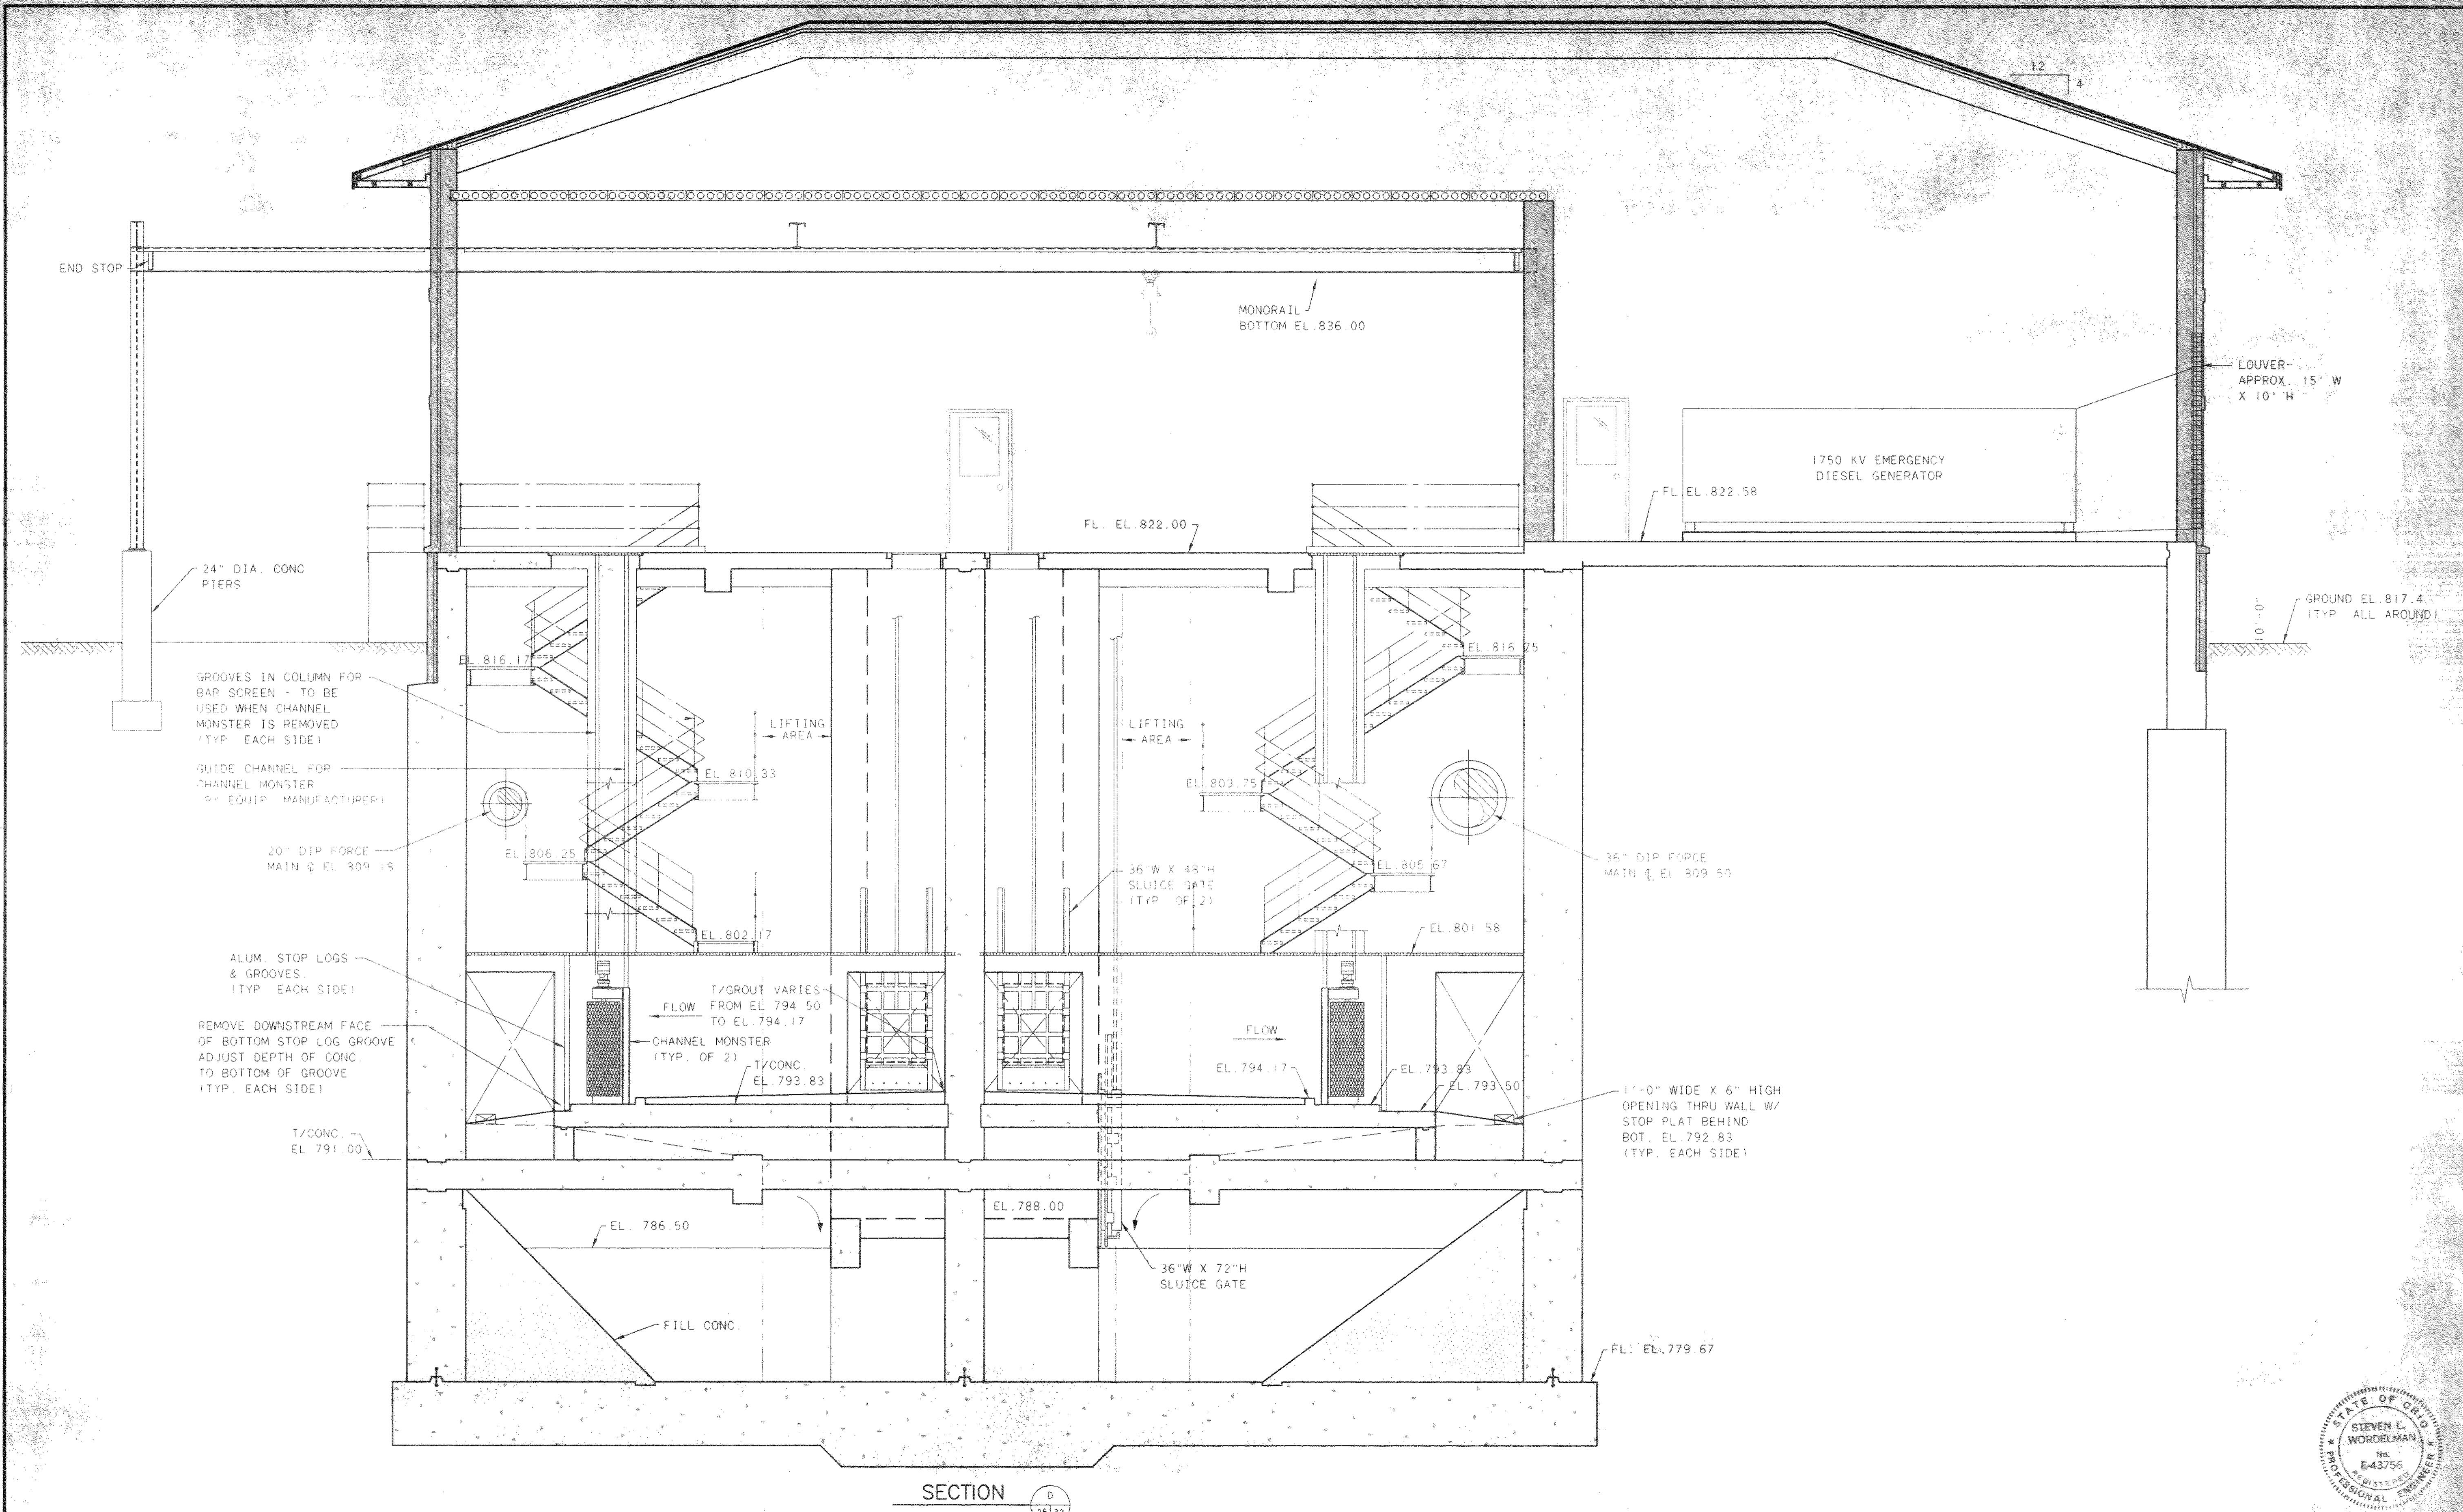 12
4
END STOP
MONORAIL
BOTTOM EL.836.00
LOUVER-
APPROX. 15' W
X 10' H
1750 KV EMERGENCY
DIESEL GENERATOR
FL EL.822.58
FL. EL.822.00
24" DIA. CONC
PIERS
GROUND EL.817.4
(TYP ALL AROUND)
EL.816.17
EL.816.25
GROOVES IN COLUMN FOR
BAR SCREEN - TO BE
USED WHEN CHANNEL
MONSTER IS REMOVED
(TYP EACH SIDE)
LIFTING
AREA
LIFTING
AREA
GUIDE CHANNEL FOR
CHANNEL MONSTER
(BY EQUIP. MANUFACTURER)
EL.810.33
EL.809.75
20" DIP FORCE
MAIN ℄ EL 809.18
EL.806.25
36"W X 48"H
SLUICE GATE
(TYP. OF 2)
EL.805.67
36" DIP FORCE
MAIN ℄ EL 809.50
EL.802.17
EL.801.58
ALUM. STOP LOGS
& GROOVES.
(TYP EACH SIDE)
T/GROUT VARIES
FROM EL 794.50
TO EL.794.17
FLOW
FLOW
REMOVE DOWNSTREAM FACE
OF BOTTOM STOP LOG GROOVE
ADJUST DEPTH OF CONC.
TO BOTTOM OF GROOVE
(TYP. EACH SIDE)
CHANNEL MONSTER
(TYP. OF 2)
T/CONC.
EL.793.83
EL.794.17
EL.793.83
EL.793.50
1'-0" WIDE X 6" HIGH
OPENING THRU WALL W/
STOP PLAT BEHIND
BOT. EL.792.83
(TYP. EACH SIDE)
T/CONC.
EL 791.00
EL.788.00
EL. 786.50
36"W X 72"H
SLUICE GATE
FILL CONC.
FL. EL.779.67
SECTION
D
STATE OF OHIO
STEVEN L.
WORDELMAN
No.
E-43756
REGISTERED
PROFESSIONAL ENGINEER